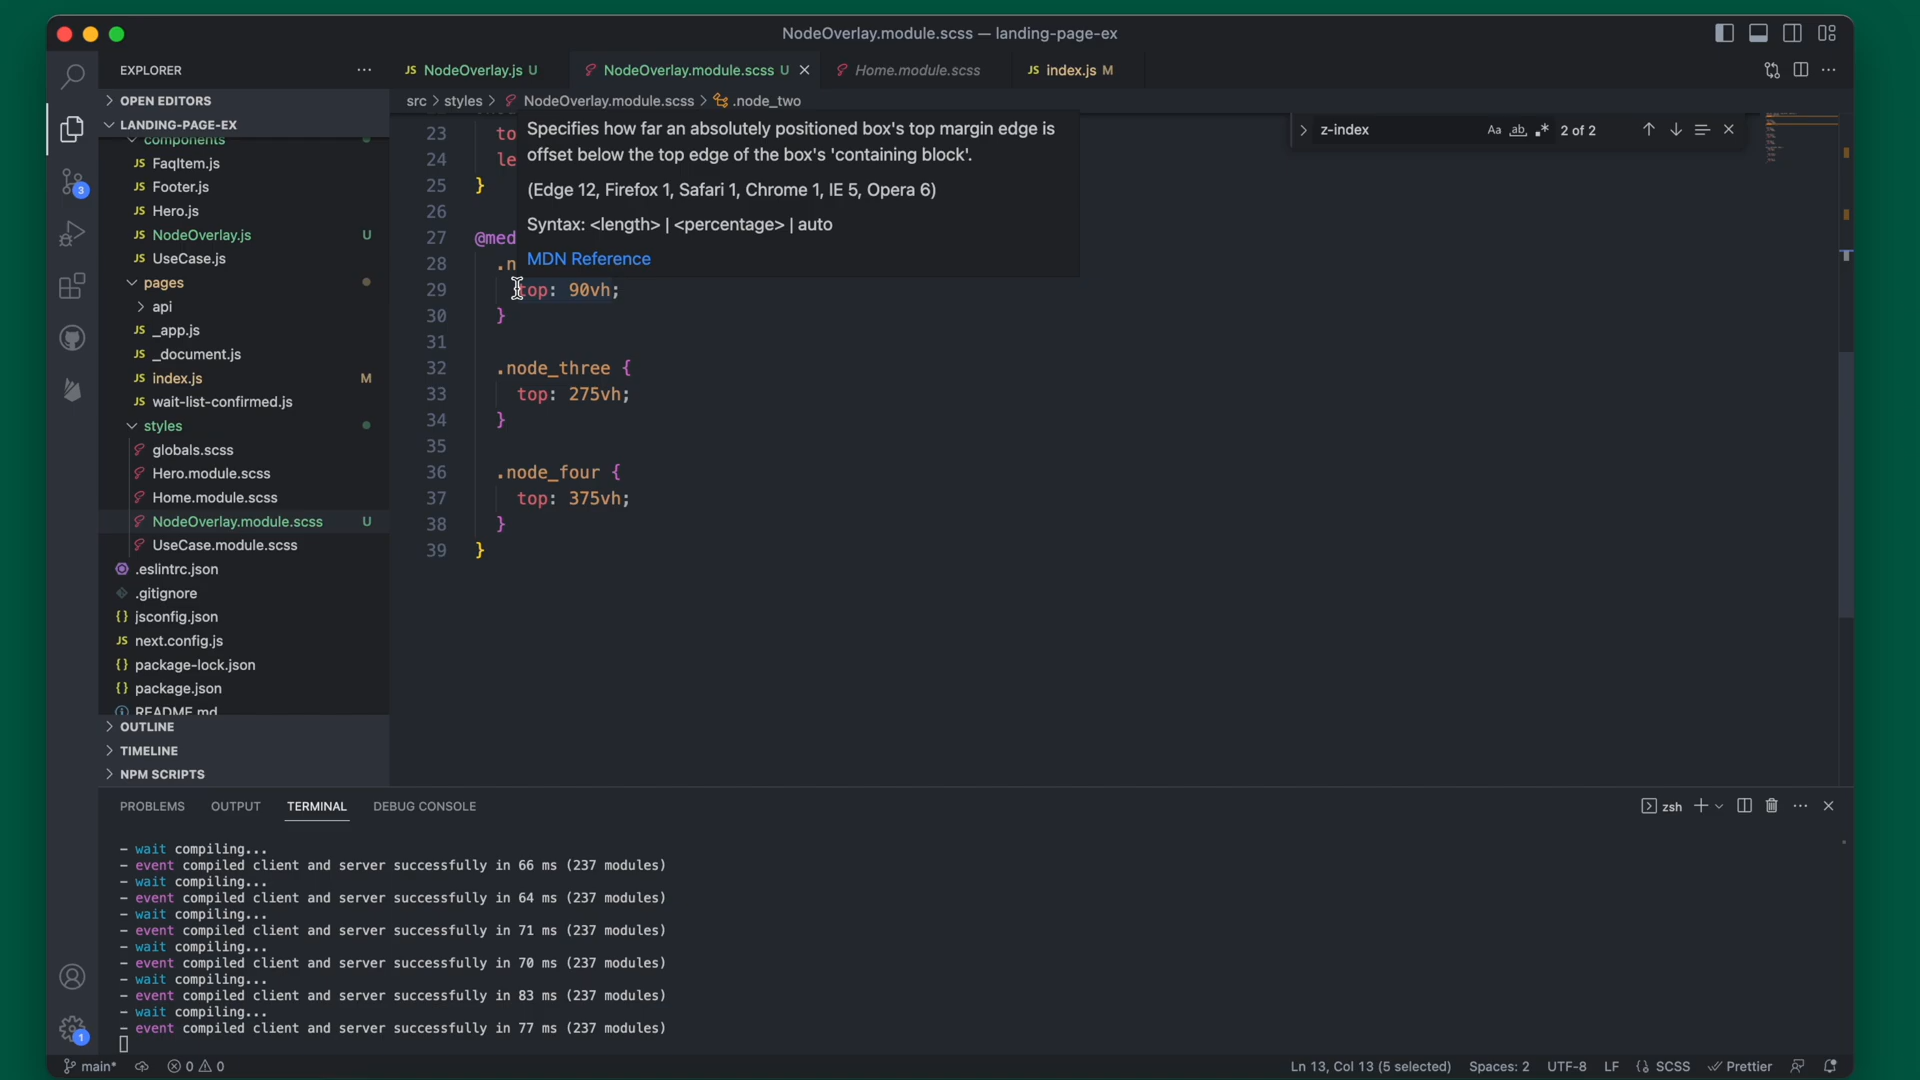 NodeOverlay.module.scss — landing-page-ex
EXPLORER
OPEN EDITORS
LANDING-PAGE-EX
components
JS FaqItem.js
JS Footer.js
JS Hero.js
JS NodeOverlay.js U
JS UseCase.js
pages
api
JS _app.js
JS _document.js
JS index.js M
JS wait-list-confirmed.js
styles
globals.scss
Hero.module.scss
Home.module.scss
NodeOverlay.module.scss U
UseCase.module.scss
.eslintrc.json
.gitignore
{} jsconfig.json
JS next.config.js
{} package-lock.json
{} package.json
README.md
OUTLINE
TIMELINE
NPM SCRIPTS
3
1
JS NodeOverlay.js U
NodeOverlay.module.scss U
Home.module.scss
JS index.js M
src > styles > NodeOverlay.module.scss > .node_two
z-index Aa ab .* 2 of 2
Specifies how far an absolutely positioned box's top margin edge is
offset below the top edge of the box's 'containing block'.
(Edge 12, Firefox 1, Safari 1, Chrome 1, IE 5, Opera 6)
Syntax: <length> | <percentage> | auto
MDN Reference
23 to
24 le
25 }
26
27 @med
28 .n
29 top: 90vh;
30 }
31
32 .node_three {
33 top: 275vh;
34 }
35
36 .node_four {
37 top: 375vh;
38 }
39 }
PROBLEMS OUTPUT TERMINAL DEBUG CONSOLE
zsh
- wait compiling...
- event compiled client and server successfully in 66 ms (237 modules)
- wait compiling...
- event compiled client and server successfully in 64 ms (237 modules)
- wait compiling...
- event compiled client and server successfully in 71 ms (237 modules)
- wait compiling...
- event compiled client and server successfully in 70 ms (237 modules)
- wait compiling...
- event compiled client and server successfully in 83 ms (237 modules)
- wait compiling...
- event compiled client and server successfully in 77 ms (237 modules)
main* 0 0
Ln 13, Col 13 (5 selected) Spaces: 2 UTF-8 LF {} SCSS Prettier